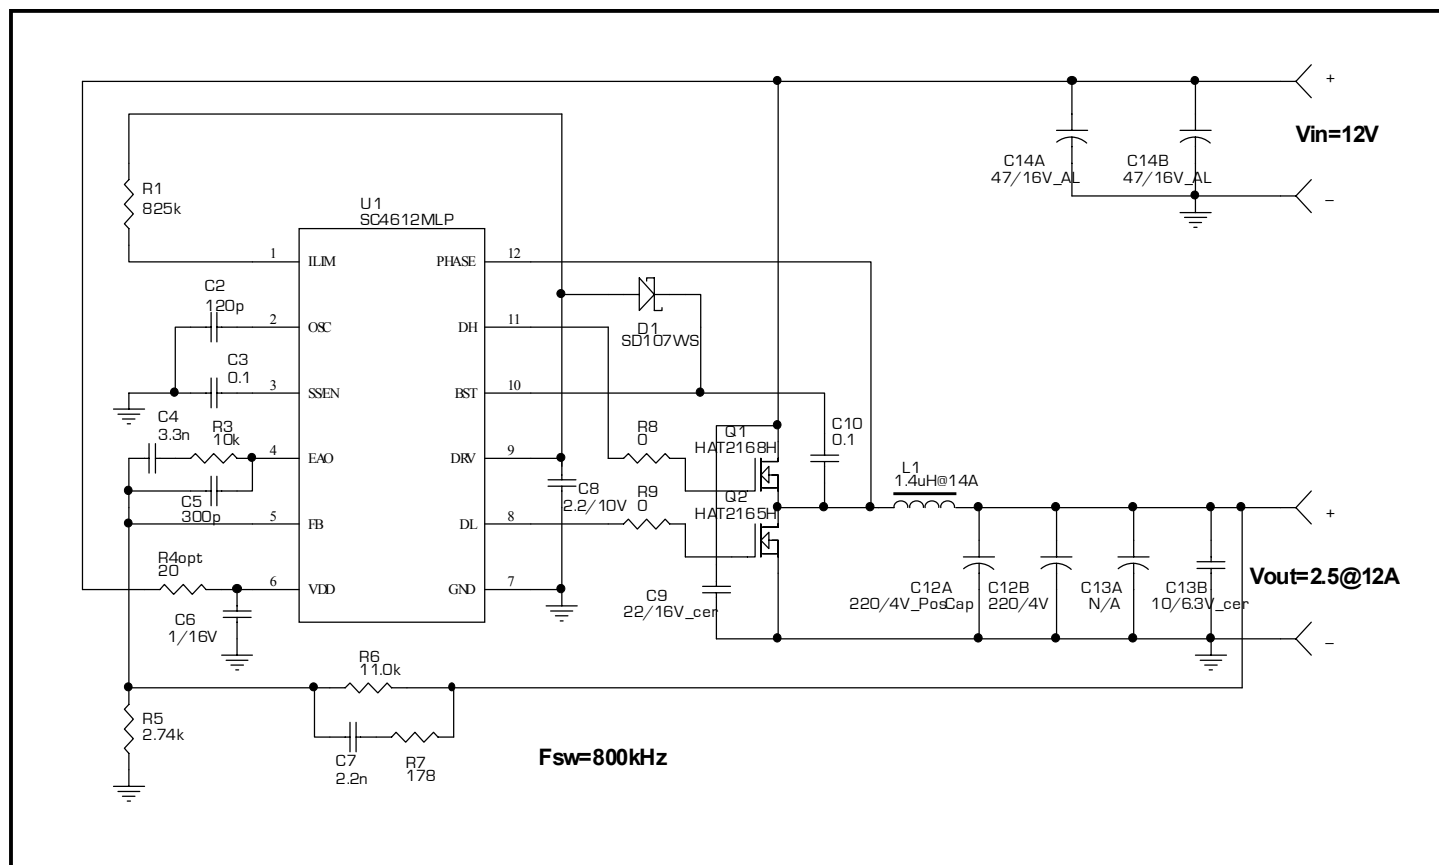 +
Vin=12V
C14A
47/16V_AL
C14B
47/16V_AL
–
R1
825k
U1
SC4612MLP
1
ILIM
PHASE
12
C2
120p
2
OSC
DH
11
D1
SD107WS
C3
0.1
3
SS/EN
BST
10
C4
3.3n
R3
10k
4
EAO
DRV
9
C5
300p
5
FB
DL
8
R4opt
20
6
VDD
GND
7
C6
1/16V
C8
2.2/10V
R8
0
R9
0
Q1
HAT2168H
Q2
HAT2165H
C10
0.1
L1
1.4uH@14A
+
Vout=2.5@12A
C9
22/16V_cer
C12A
220/4V_PosCap
C12B
220/4V
C13A
N/A
C13B
10/6.3V_cer
–
R6
11.0k
R5
2.74k
C7
2.2n
R7
178
Fsw=800kHz